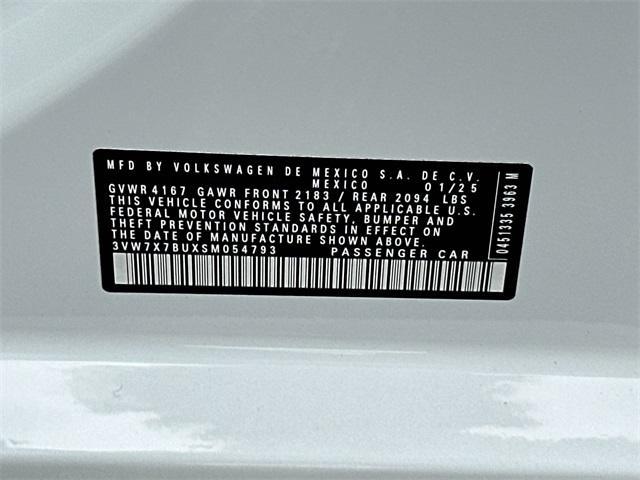 MFD BY VOLKSWAGEN DE MEXICO S.A. DE C.V.
MEXICO 01/25
GVWR 4167 GAWR FRONT 2183 / REAR 2094 LBS
THIS VEHICLE CONFORMS TO ALL APPLICABLE U.S.
FEDERAL MOTOR VEHICLE SAFETY, BUMPER AND
THEFT PREVENTION STANDARDS IN EFFECT ON
THE DATE OF MANUFACTURE SHOWN ABOVE.
3VW7X7BUXSM054793 PASSENGER CAR
0451335 3963 M